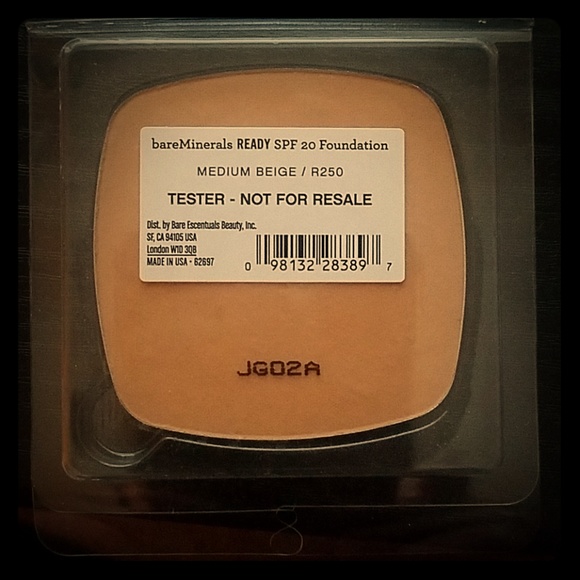 bareMinerals READY SPF 20 Foundation
MEDIUM BEIGE / R250
TESTER - NOT FOR RESALE
Dist. by Bare Escentuals Beauty, Inc.
SF, CA 94105 USA
London W10 3QB
MADE IN USA - 62697
0 98132 28389 7
JG02A